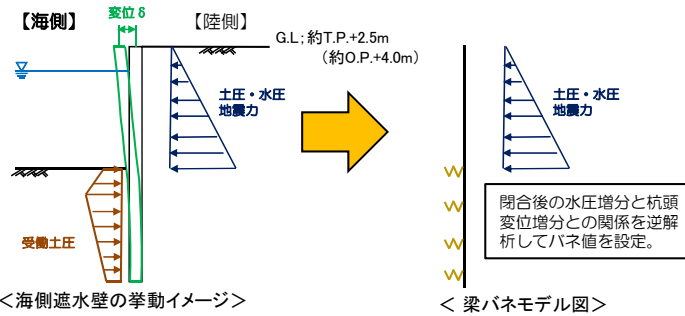 【海側】
変位δ
【陸側】
G.L;約T.P.+2.5m
(約O.P.+4.0m)
土圧・水圧
地震力
受働土圧
<海側遮水壁の挙動イメージ>
土圧・水圧
地震力
閉合後の水圧増分と杭頭
変位増分との関係を逆解
析してバネ値を設定。
< 梁バネモデル図>